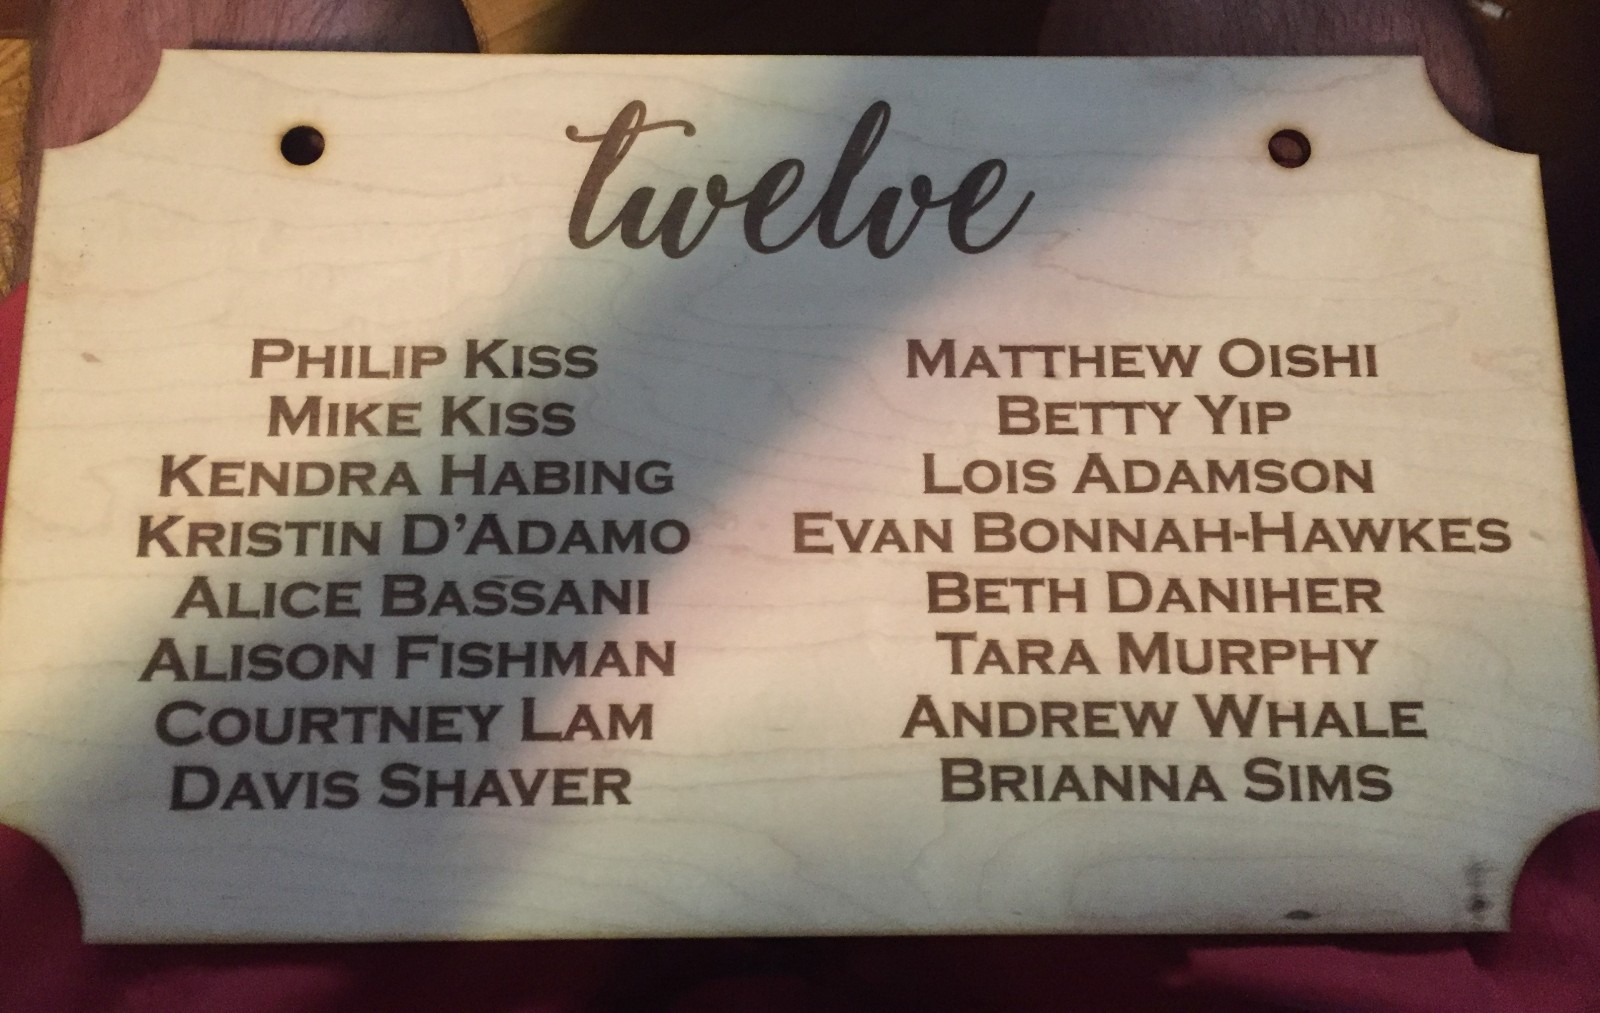 twelve
PHILIP KISS
MIKE KISS
KENDRA HABING
KRISTIN D'ADAMO
ALICE BASSANI
ALISON FISHMAN
COURTNEY LAM
DAVIS SHAVER
MATTHEW OISHI
BETTY YIP
LOIS ADAMSON
EVAN BONNAH-HAWKES
BETH DANIHER
TARA MURPHY
ANDREW WHALE
BRIANNA SIMS